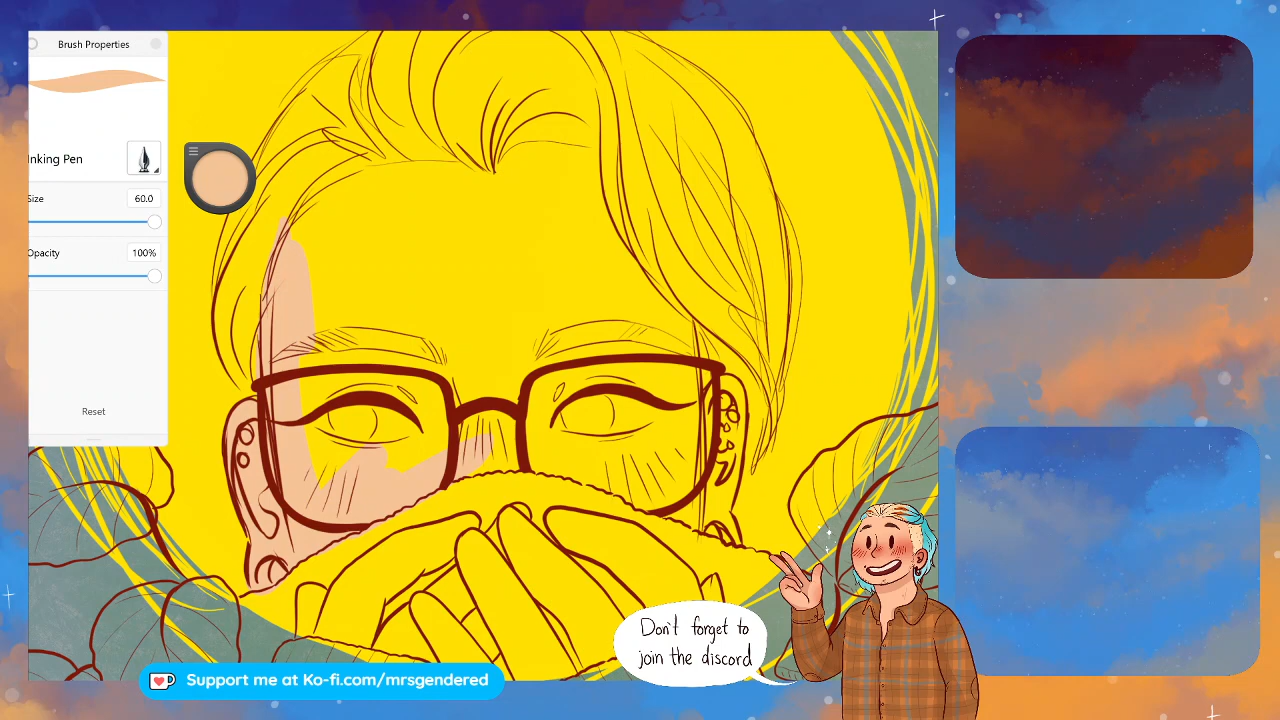 Brush Properties
nking Pen
Size
60.0
Opacity
100%
Reset
Don't forget to
join the discord
Support me at Ko-fi.com/mrsgendered